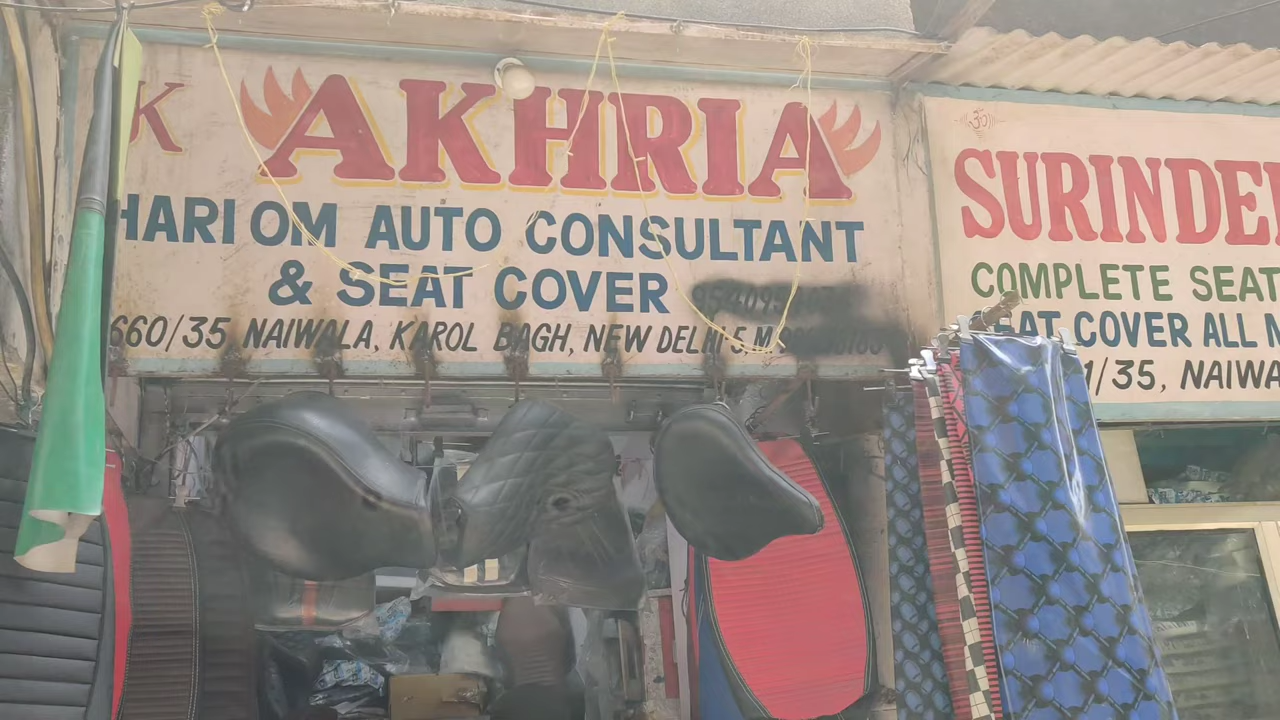 K AKHRIA
HARI OM AUTO CONSULTANT
& SEAT COVER
660/35 NAIWALA, KAROL BAGH, NEW DELHI-5, M.
ॐ
SURINDE
COMPLETE SEAT
SEAT COVER ALL
1/35, NAIWA